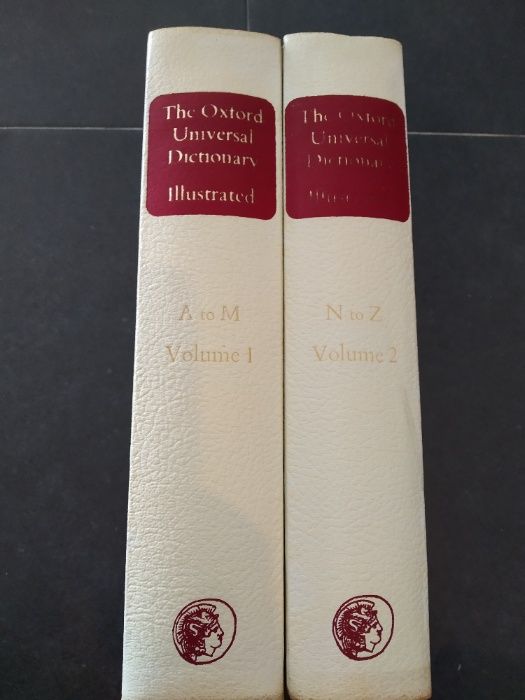 The Oxford
Universal
Dictionary
Illustrated
A to M
Volume 1
The Oxford
Universal
Dictionary
N to Z
Volume 2